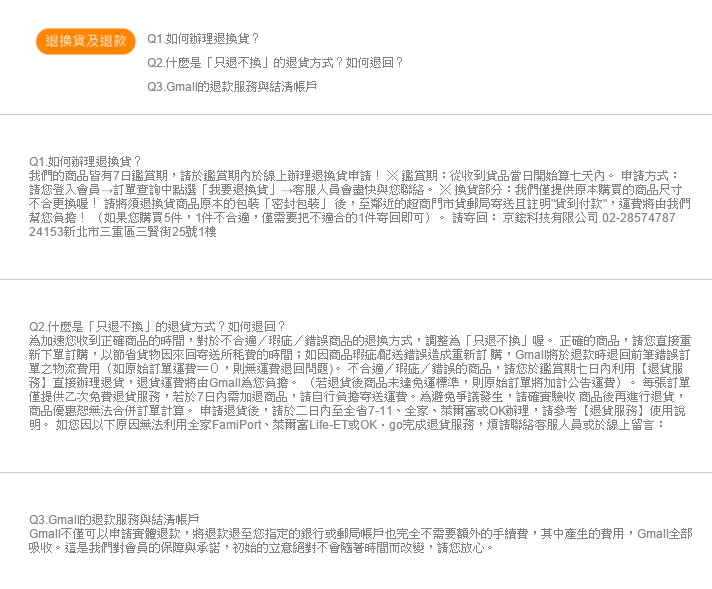 退換貨及退款
Q1.如何辦理退換貨？
Q2.什麼是「只退不換」的退貨方式？如何退回？
Q3.Gmall的退款服務與結清帳戶
Q1.如何辦理退換貨？
我們的商品皆有7日鑑賞期，請於鑑賞期內於線上辦理退換貨申請！ ※ 鑑賞期：從收到貨品當日開始算七天內。 申請方式：
請您登入會員→訂單查詢中點選「我要退換貨」→客服人員會盡快與您聯絡。 ※ 換貨部分：我們僅提供原本購買的商品尺寸
不合更換喔！ 請將須退換貨商品原本的包裝「密封包裝」 後，至鄰近的超商門市貨郵局寄送且註明"貨到付款"，運費將由我們
幫您負擔！ （如果您購買5件，1件不合適，僅需要把不適合的1件寄回即可）。 請寄回： 京鋐科技有限公司 02-28574787
24153新北市三重區三賢街25號1樓
Q2.什麼是「只退不換」的退貨方式？如何退回？
為加速您收到正確商品的時間，對於不合適／瑕疵／錯誤商品的退換方式，調整為「只退不換」喔。 正確的商品，請您直接重
新下單訂購，以節省貨物因來回寄送所秏費的時間；如因商品瑕疵/配送錯誤造成重新訂 購，Gmall將於退款時退回前筆錯誤訂
單之物流費用（如原始訂單運費＝０，則無運費退回問題)。 不合適／瑕疵／錯誤的商品，請您於鑑賞期七日內利用【退貨服
務】直接辦理退貨，退貨運費將由Gmall為您負擔。 （若退貨後商品未達免運標準，則原始訂單將加計公告運費）。 每張訂單
僅提供乙次免費退貨服務，若於7日內需加退商品，請自行負擔寄送運費。為避免爭議發生，請確實驗收 商品後再進行退貨，
商品優惠恕無法合併訂單計算。 申請退貨後，請於二日內至全省7-11、全家、萊爾富或OK辦理，請參考【退貨服務】使用說
明。 如您因以下原因無法利用全家FamiPort、萊爾富Life-ET或OK‧go完成退貨服務，煩請聯絡客服人員或於線上留言：
Q3.Gmall的退款服務與結清帳戶
Gmall不僅可以申請實體退款，將退款退至您指定的銀行或郵局帳戶也完全不需要額外的手續費，其中產生的費用，Gmall全部
吸收。這是我們對會員的保障與承諾，初始的立意絕對不會隨著時間而改變，請您放心。